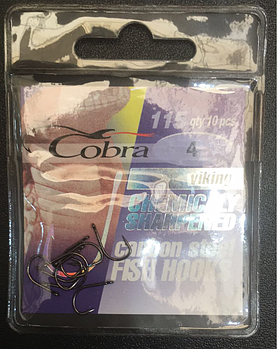 115 qty 10 pcs
Cobra
4
viking
CHEMICALLY
SHARPENED
carbon steel
FISH HOOKS